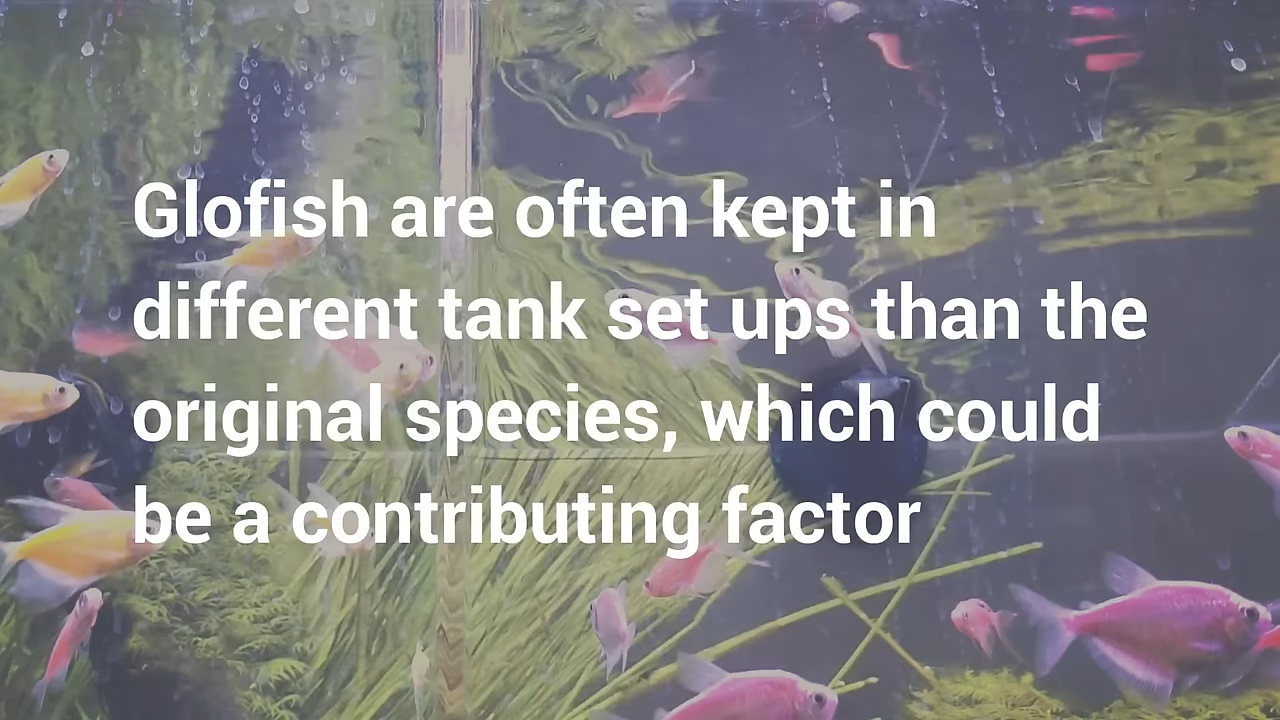 Glofish are often kept in
different tank set ups than the
original species, which could
be a contributing factor